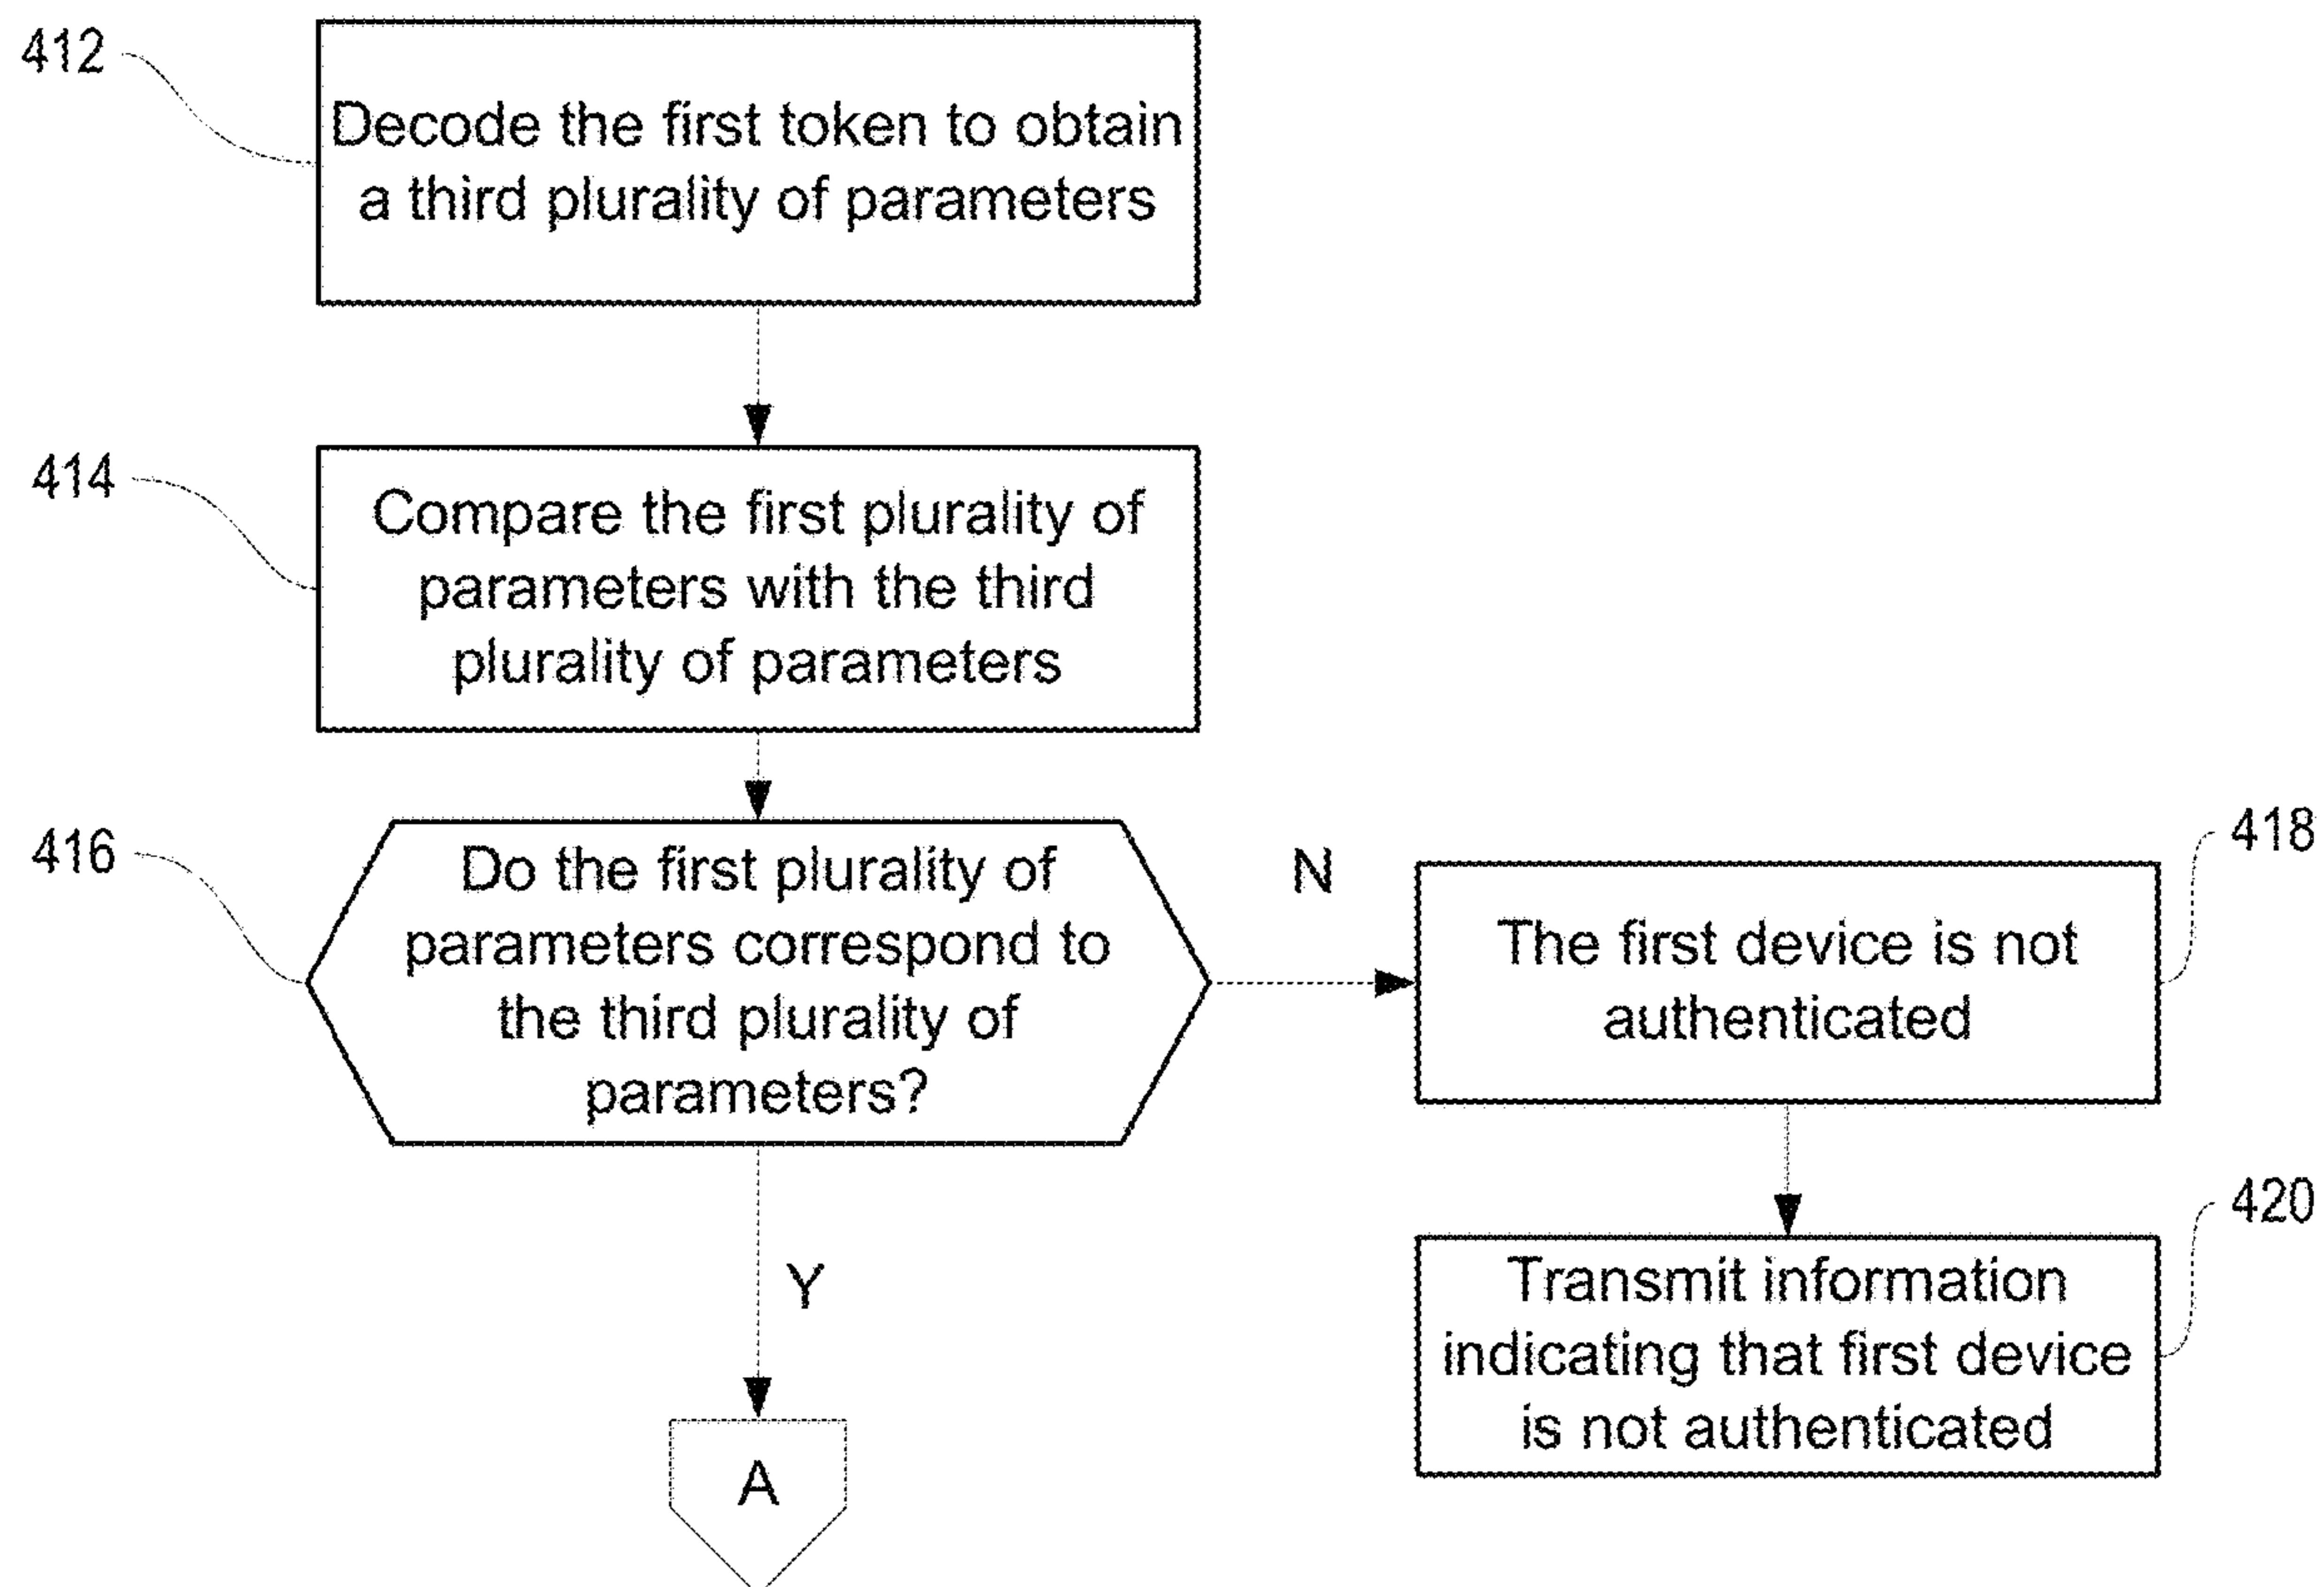 412
Decode the first token to obtain
a third plurality of parameters
414
Compare the first plurality of
parameters with the third
plurality of parameters
416
Do the first plurality of
parameters correspond to
the third plurality of
parameters?
N
418
The first device is not
authenticated
Y
420
Transmit information
indicating that first device
is not authenticated
A